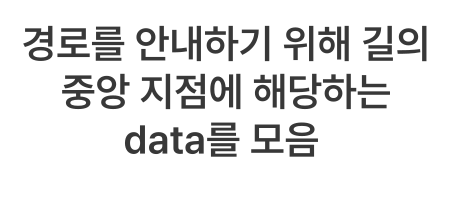 경로를 안내하기 위해 길의
중앙 지점에 해당하는
data를 모음